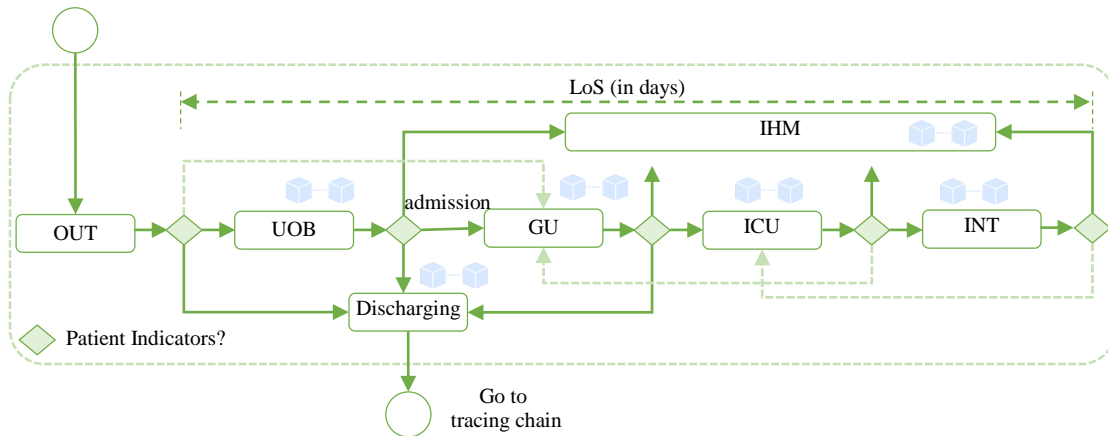 LoS (in days)
IHM
admission
OUT
UOB
GU
ICU
INT
Discharging
Patient Indicators?
Go to
tracing chain